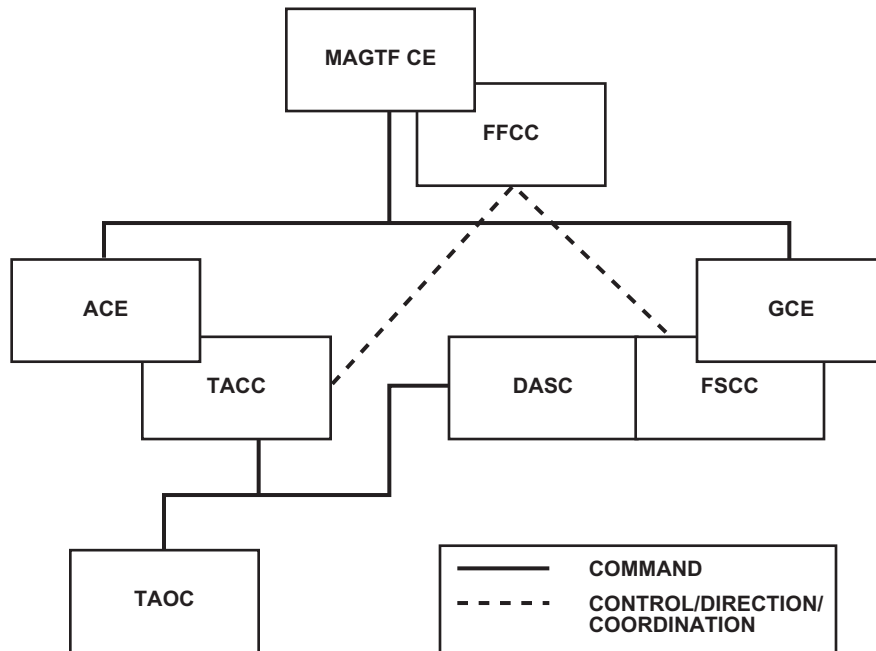 MAGTF CE
FFCC
ACE
GCE
TACC
DASC
FSCC
TAOC
COMMAND
CONTROL/DIRECTION/
COORDINATION